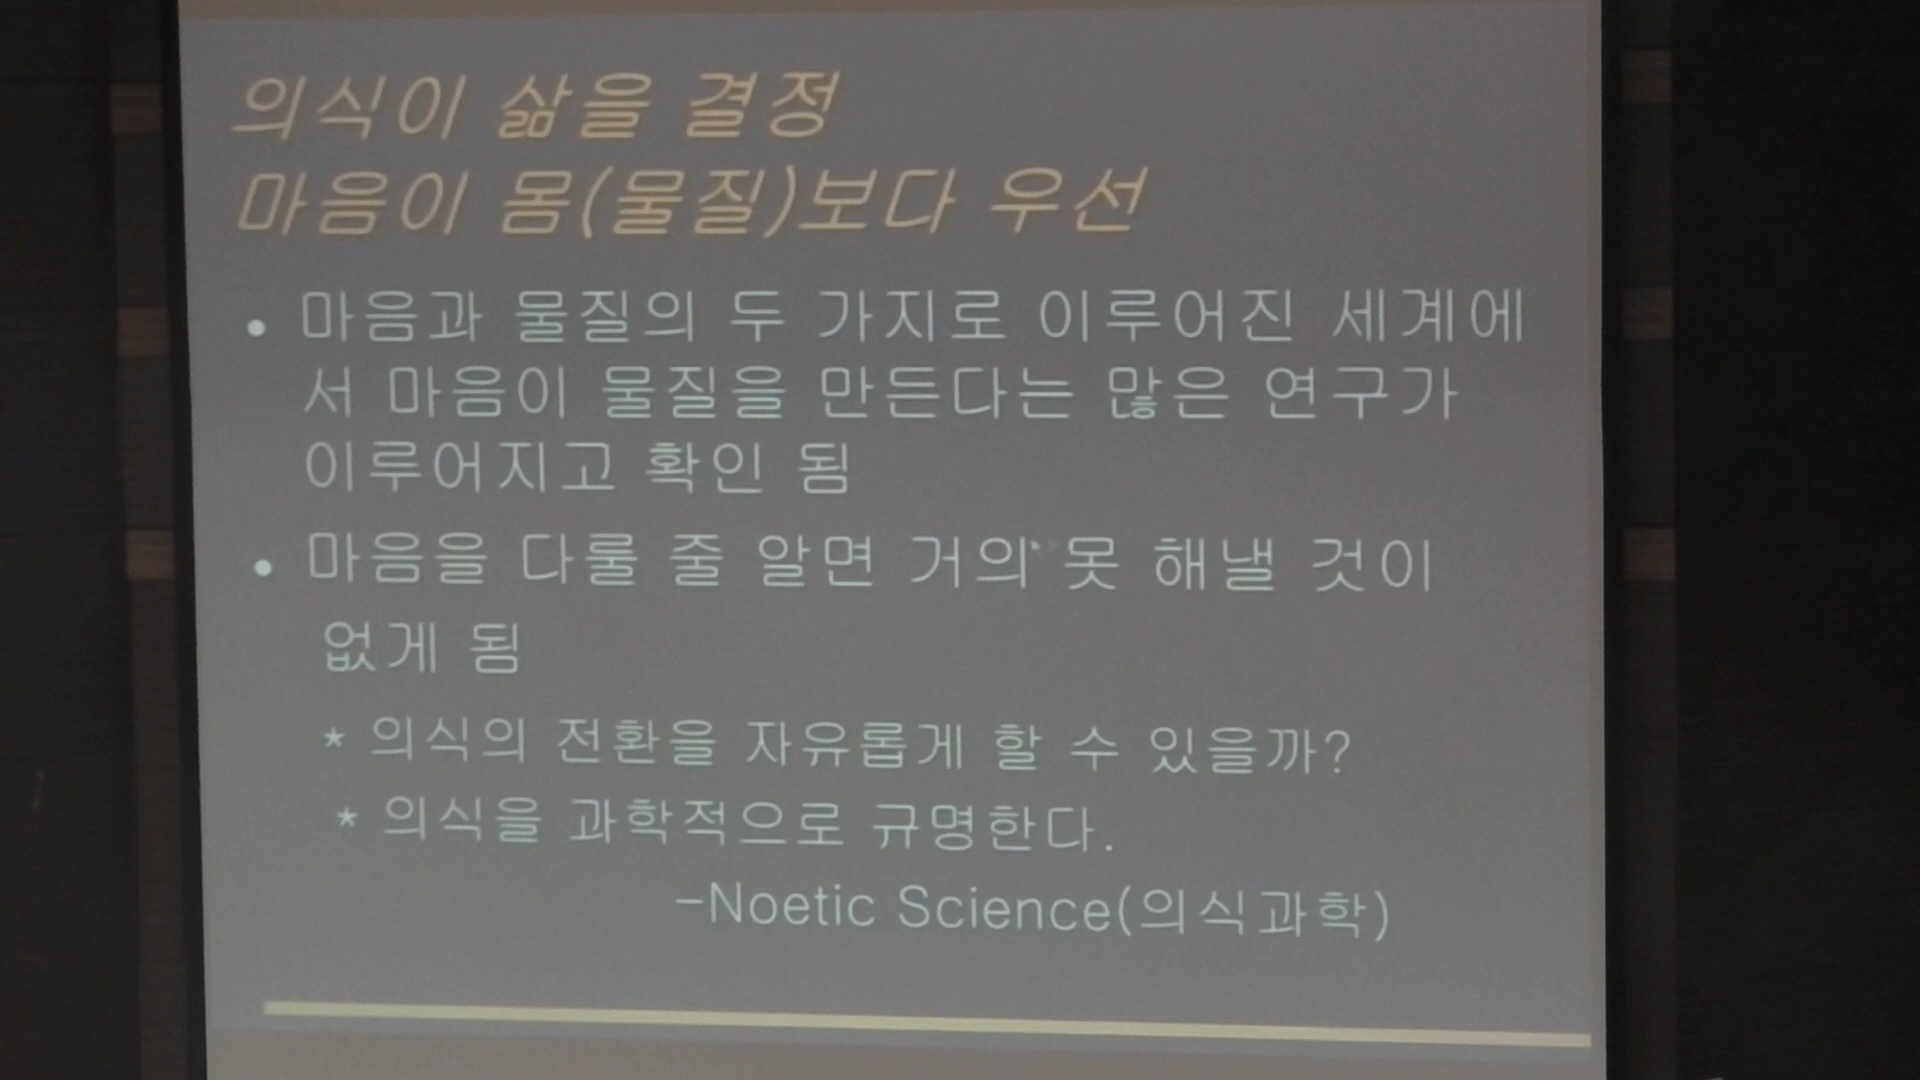 의식이 삶을 결정
마음이 몸(물질)보다 우선
• 마음과 물질의 두 가지로 이루어진 세계에
서 마음이 물질을 만든다는 많은 연구가
이루어지고 확인 됨
• 마음을 다룰 줄 알면 거의 못 해낼 것이
없게 됨
* 의식의 전환을 자유롭게 할 수 있을까?
* 의식을 과학적으로 규명한다.
-Noetic Science(의식과학)